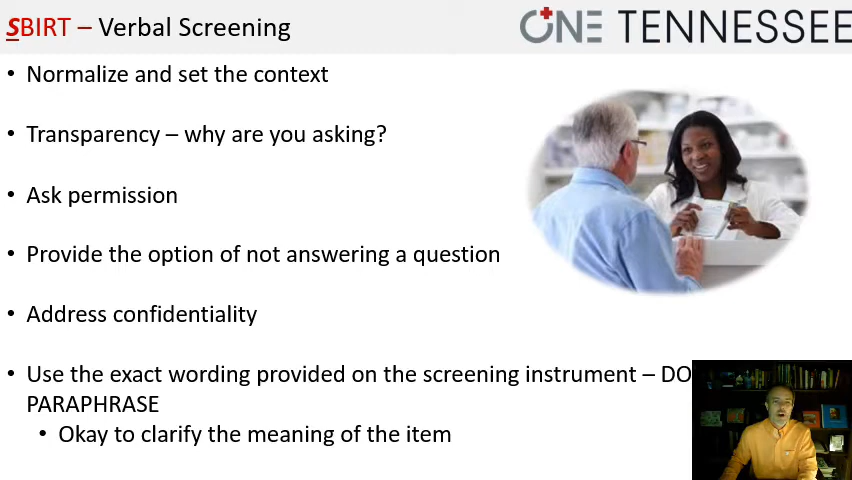 SBIRT – Verbal Screening
ONE TENNESSEE
• Normalize and set the context
• Transparency – why are you asking?
• Ask permission
• Provide the option of not answering a question
• Address confidentiality
• Use the exact wording provided on the screening instrument – DO
PARAPHRASE
• Okay to clarify the meaning of the item